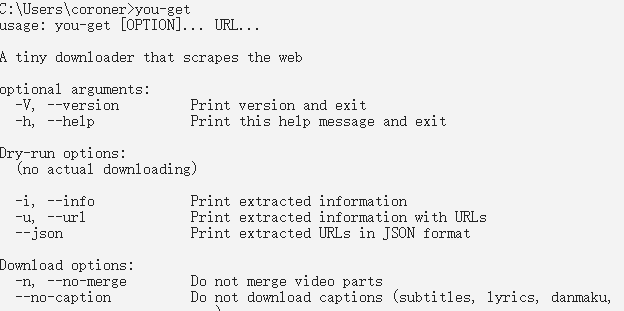 C:\Users\coroner>you-get
usage: you-get [OPTION]... URL...
A tiny downloader that scrapes the web
optional arguments:
-V, --version Print version and exit
-h, --help Print this help message and exit
Dry-run options:
(no actual downloading)
-i, --info Print extracted information
-u, --url Print extracted information with URLs
--json Print extracted URLs in JSON format
Download options:
-n, --no-merge Do not merge video parts
--no-caption Do not download captions (subtitles, lyrics, danmaku,